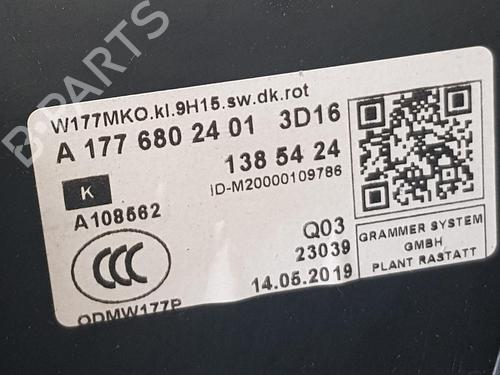 B-PARTS
W177MKO.kl.9H15.sw.dk.rot
A 177 680 24 01 3D16
K
138 54 24
ID-M20000109786
A108562
Q03
23039
14.05.2019
GRAMMER SYSTEM
GMBH
PLANT RASTATT
CCC
QDMW177P